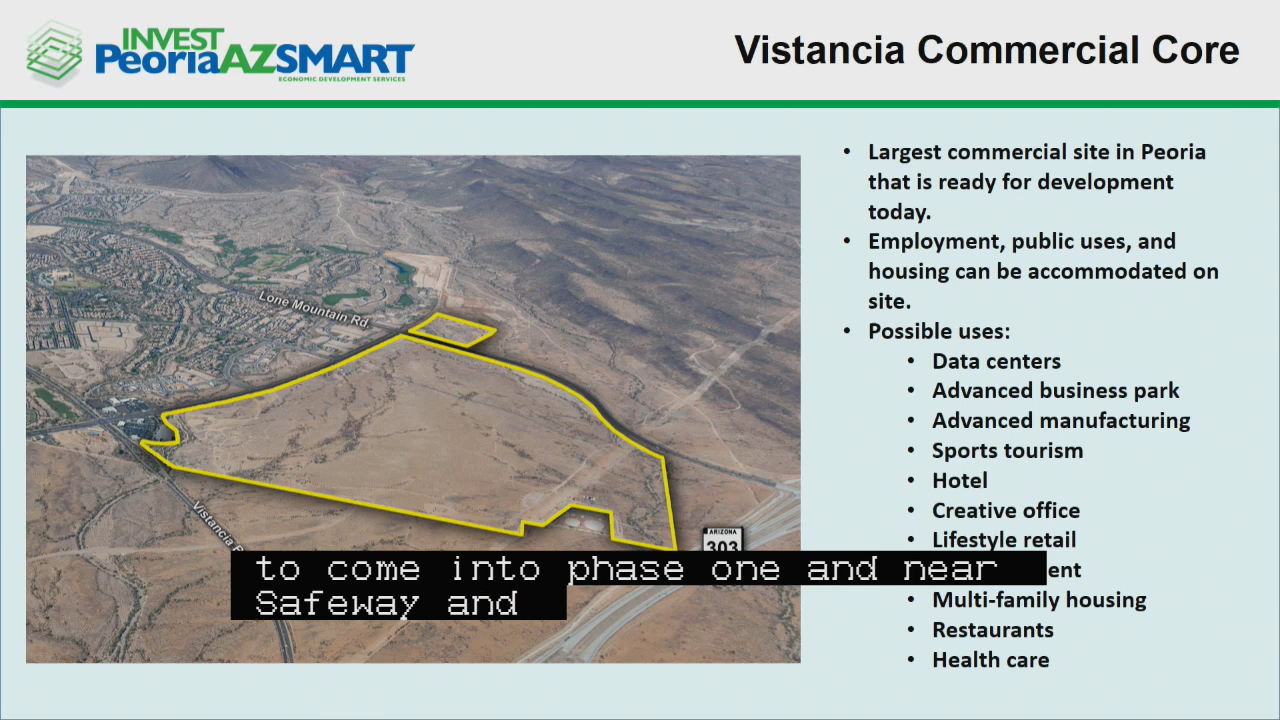 INVEST
PeoriaAZSMART
ECONOMIC DEVELOPMENT SERVICES
Vistancia Commercial Core
• Largest commercial site in Peoria
that is ready for development
today.
• Employment, public uses, and
housing can be accommodated on
site.
• Possible uses:
• Data centers
• Advanced business park
• Advanced manufacturing
• Sports tourism
• Hotel
• Creative office
• Lifestyle retail
• Multi-family housing
• Restaurants
• Health care
Lone Mountain Rd.
Vistancia
ARIZONA
303
to come into phase one and near
Safeway and